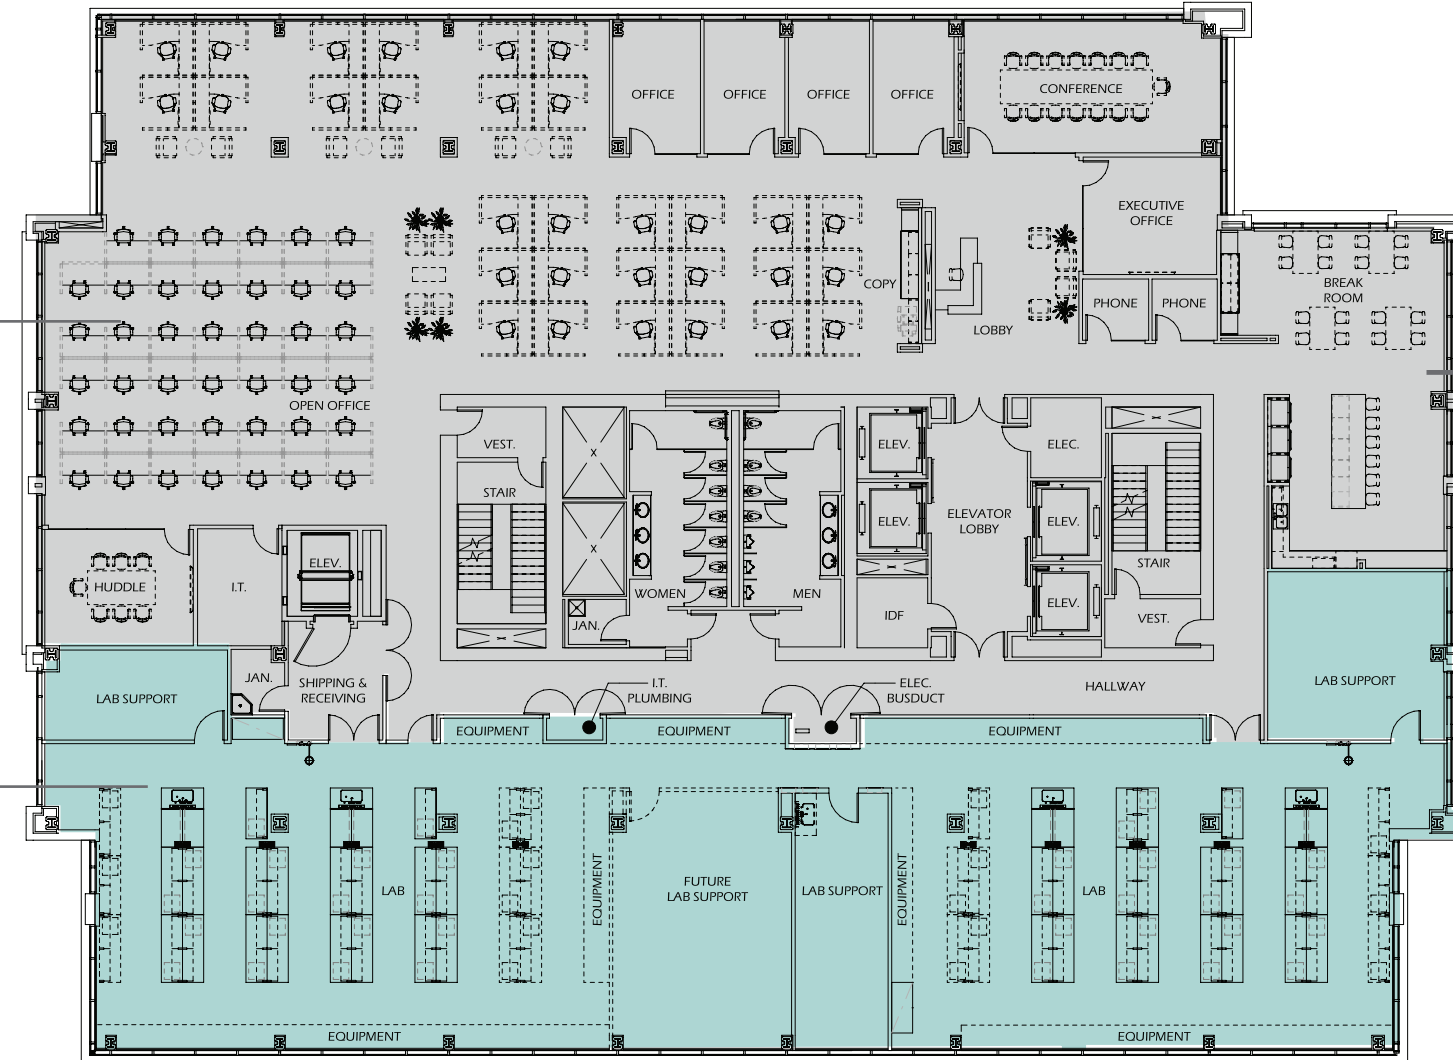 OFFICE
OFFICE
OFFICE
OFFICE
CONFERENCE
EXECUTIVE
OFFICE
COPY
LOBBY
PHONE
PHONE
BREAK
ROOM
OPEN OFFICE
VEST.
STAIR
X
X
ELEV.
ELEV.
ELEVATOR
LOBBY
ELEC.
ELEV.
ELEV.
STAIR
VEST.
HUDDLE
I.T.
ELEV.
WOMEN
MEN
JAN.
IDF
LAB SUPPORT
JAN.
SHIPPING &
RECEIVING
I.T.
PLUMBING
ELEC.
BUSDUCT
HALLWAY
LAB SUPPORT
EQUIPMENT
EQUIPMENT
EQUIPMENT
LAB
EQUIPMENT
FUTURE
LAB SUPPORT
LAB SUPPORT
EQUIPMENT
LAB
EQUIPMENT
EQUIPMENT